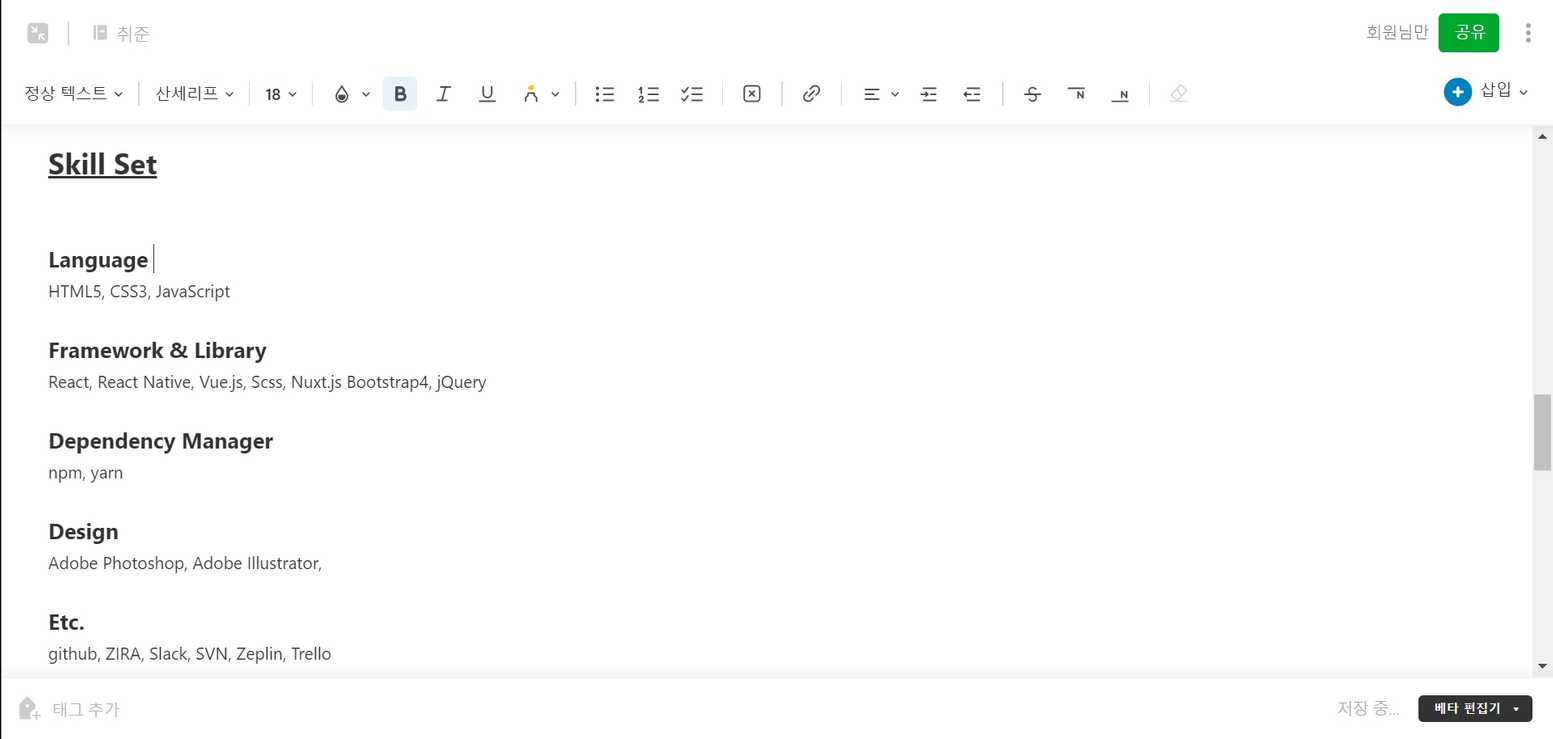 취준
회원님만 공유
정상 텍스트 산세리프 18 B I U 삽입
Skill Set
Language
HTML5, CSS3, JavaScript
Framework & Library
React, React Native, Vue.js, Scss, Nuxt.js Bootstrap4, jQuery
Dependency Manager
npm, yarn
Design
Adobe Photoshop, Adobe Illustrator,
Etc.
github, ZIRA, Slack, SVN, Zeplin, Trello
태그 추가
저장 중... 베타 편집기